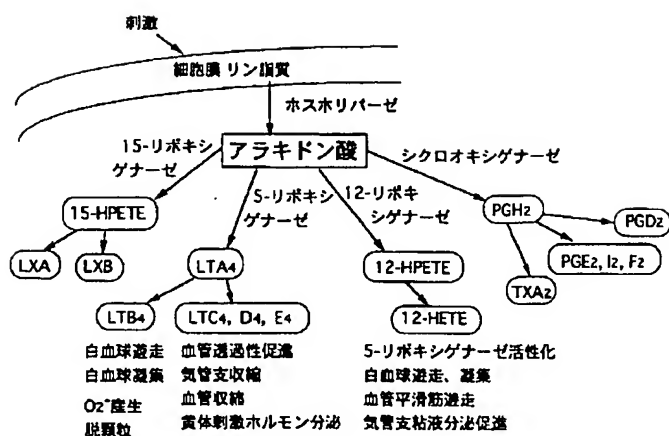 刺激
細胞膜 リン脂質
ホスホリパーゼ
アラキドン酸
15-リポキシ
ゲナーゼ
5-リポキシ
ゲナーゼ
12-リポキ
シゲナーゼ
シクロオキシゲナーゼ
15-HPETE
LXA
LXB
LTA4
LTB4
LTC4, D4, E4
12-HPETE
12-HETE
PGH2
PGD2
PGE2, I2, F2
TXA2
白血球遊走
白血球凝集
O2⁻産生
脱顆粒
血管透過性促進
気管支収縮
血管収縮
黄体刺激ホルモン分泌
5-リポキシゲナーゼ活性化
白血球遊走、凝集
血管平滑筋遊走
気管支粘液分泌促進